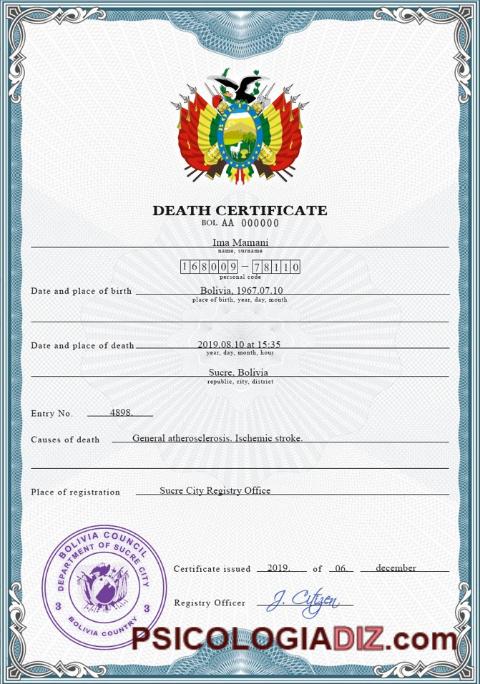 DEATH CERTIFICATE
BOL AA 000000
Ima Mamani
name, surname
168009 – 78110
personal code
Date and place of birth Bolivia, 1967.07.10
place of birth, year, day, month
Date and place of death 2019.08.10 at 15:35
year, day, month, hour
Sucre, Bolivia
republic, city, district
Entry No. 4898.
Causes of death General atherosclerosis. Ischemic stroke.
Place of registration Sucre City Registry Office
BOLIVIA COUNCIL
DEPARTMENT OF SUCRE CITY
3 3
BOLIVIA COUNTRY
Certificate issued 2019. of 06. december
Registry Officer J. Citizen
PSICOLOGIADIZ.com